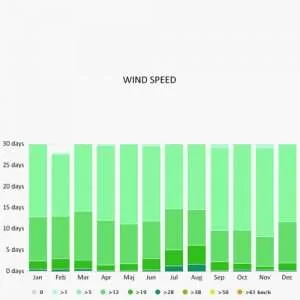 WIND SPEED
30 days
25 days
20 days
15 days
10 days
5 days
0 days
Jan Feb Mar Apr May Jun Jul Aug Sep Oct Nov Dec
0 >1 >5 >12 >19 >28 >38 >50 >61 km/h